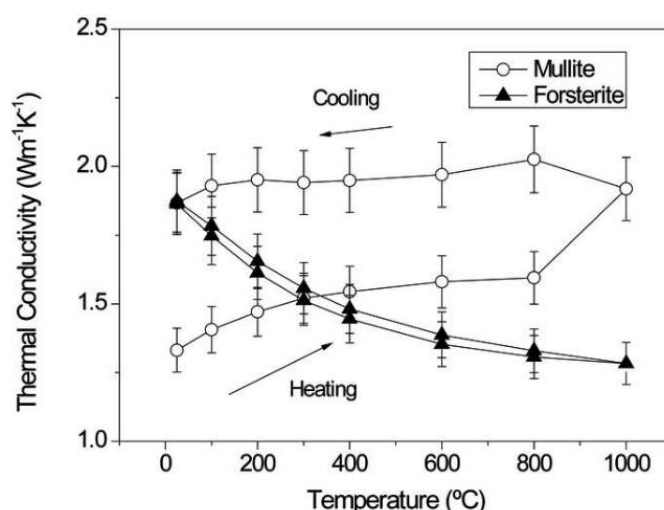 2.5
2.0
1.5
1.0
Thermal Conductivity (Wm⁻¹K⁻¹)
Mullite
Forsterite
Cooling
Heating
0 200 400 600 800 1000
Temperature (ºC)